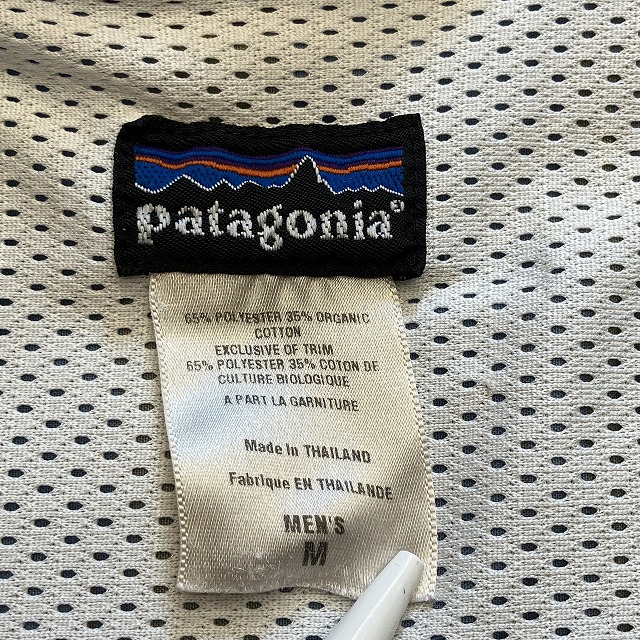 patagonia®
65% POLYESTER 35% ORGANIC
COTTON
EXCLUSIVE OF TRIM
65% POLYESTER 35% COTON DE
CULTURE BIOLOGIQUE
A PART LA GARNITURE
Made in THAILAND
Fabrique EN THAILANDE
MEN'S
M